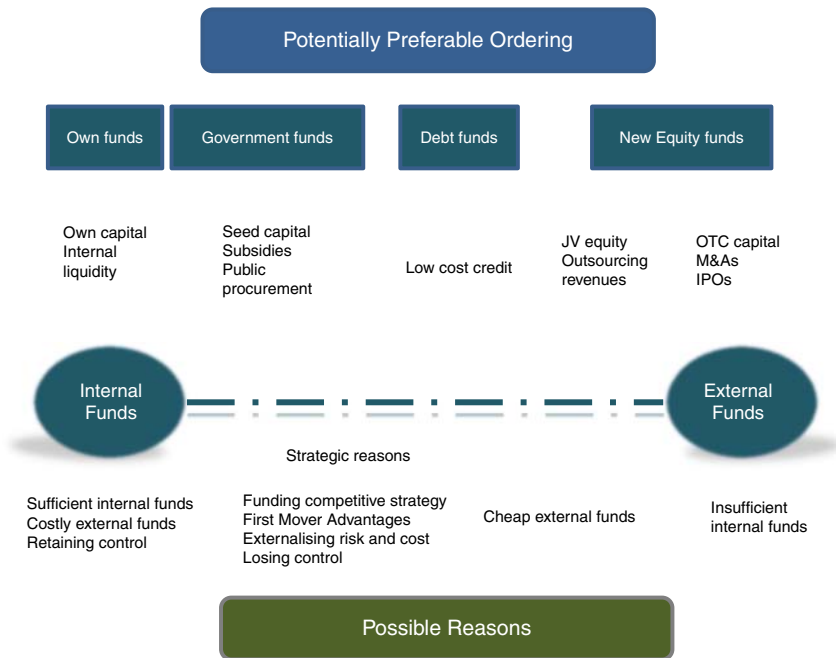 Potentially Preferable Ordering
Own funds
Government funds
Debt funds
New Equity funds
Own capital
Internal
liquidity
Seed capital
Subsidies
Public
procurement
Low cost credit
JV equity
Outsourcing
revenues
OTC capital
M&As
IPOs
Internal
Funds
External
Funds
Strategic reasons
Sufficient internal funds
Costly external funds
Retaining control
Funding competitive strategy
First Mover Advantages
Externalising risk and cost
Losing control
Cheap external funds
Insufficient
internal funds
Possible Reasons